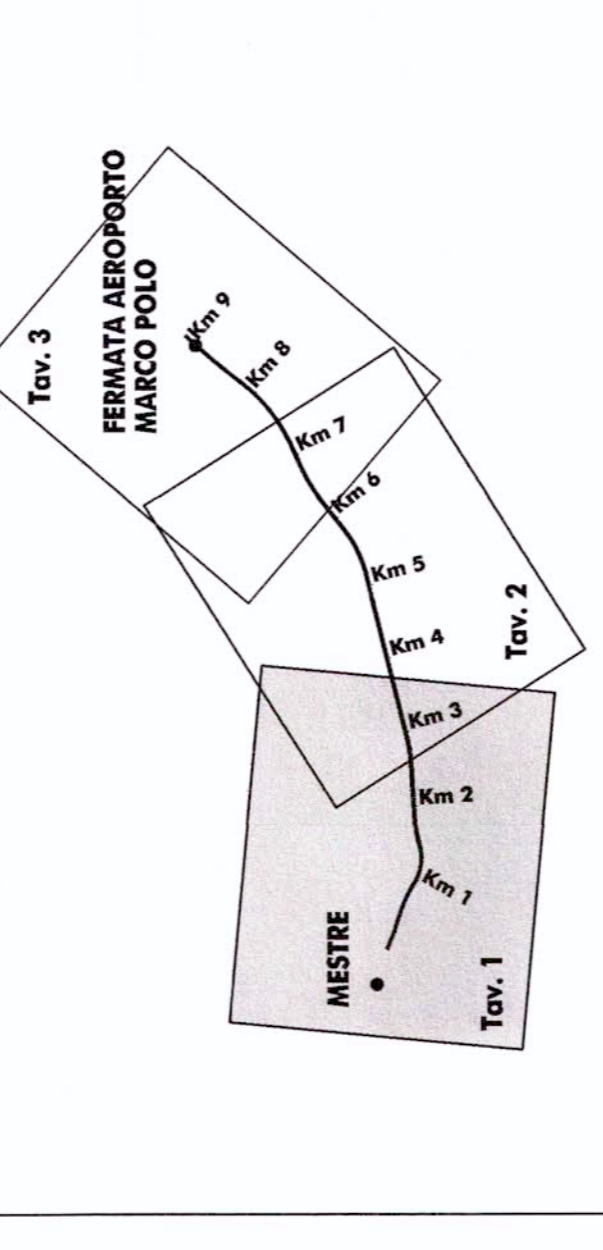 Tav. 3
FERMATA AEROPORTO
MARCO POLO
Km 9
Km 8
Km 7
Km 6
Km 5
Km 4
Tav. 2
Km 3
Km 2
Km 1
MESTRE
Tav. 1